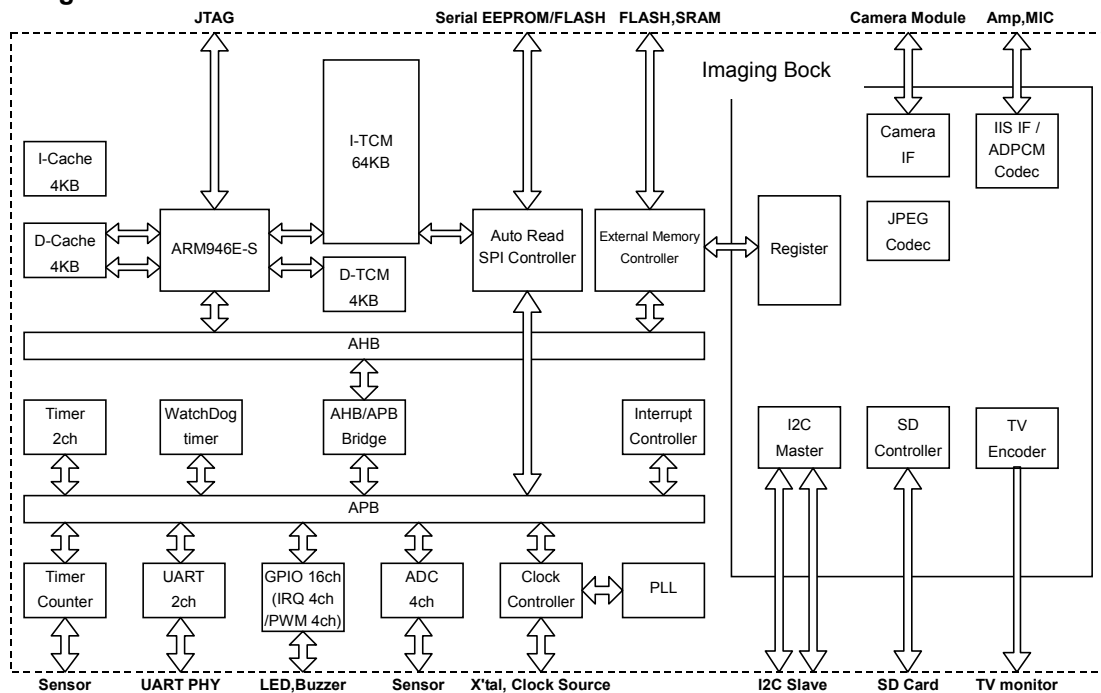 JTAG
Serial EEPROM/FLASH
FLASH,SRAM
Camera Module
Amp,MIC
Imaging Bock
I-Cache
4KB
D-Cache
4KB
ARM946E-S
I-TCM
64KB
D-TCM
4KB
Auto Read
SPI Controller
External Memory
Controller
Register
Camera
IF
IIS IF /
ADPCM
Codec
JPEG
Codec
AHB
Timer
2ch
WatchDog
timer
AHB/APB
Bridge
Interrupt
Controller
I2C
Master
SD
Controller
TV
Encoder
APB
Timer
Counter
UART
2ch
GPIO 16ch
(IRQ 4ch
/PWM 4ch)
ADC
4ch
Clock
Controller
PLL
Sensor
UART PHY
LED,Buzzer
Sensor
X'tal, Clock Source
I2C Slave
SD Card
TV monitor